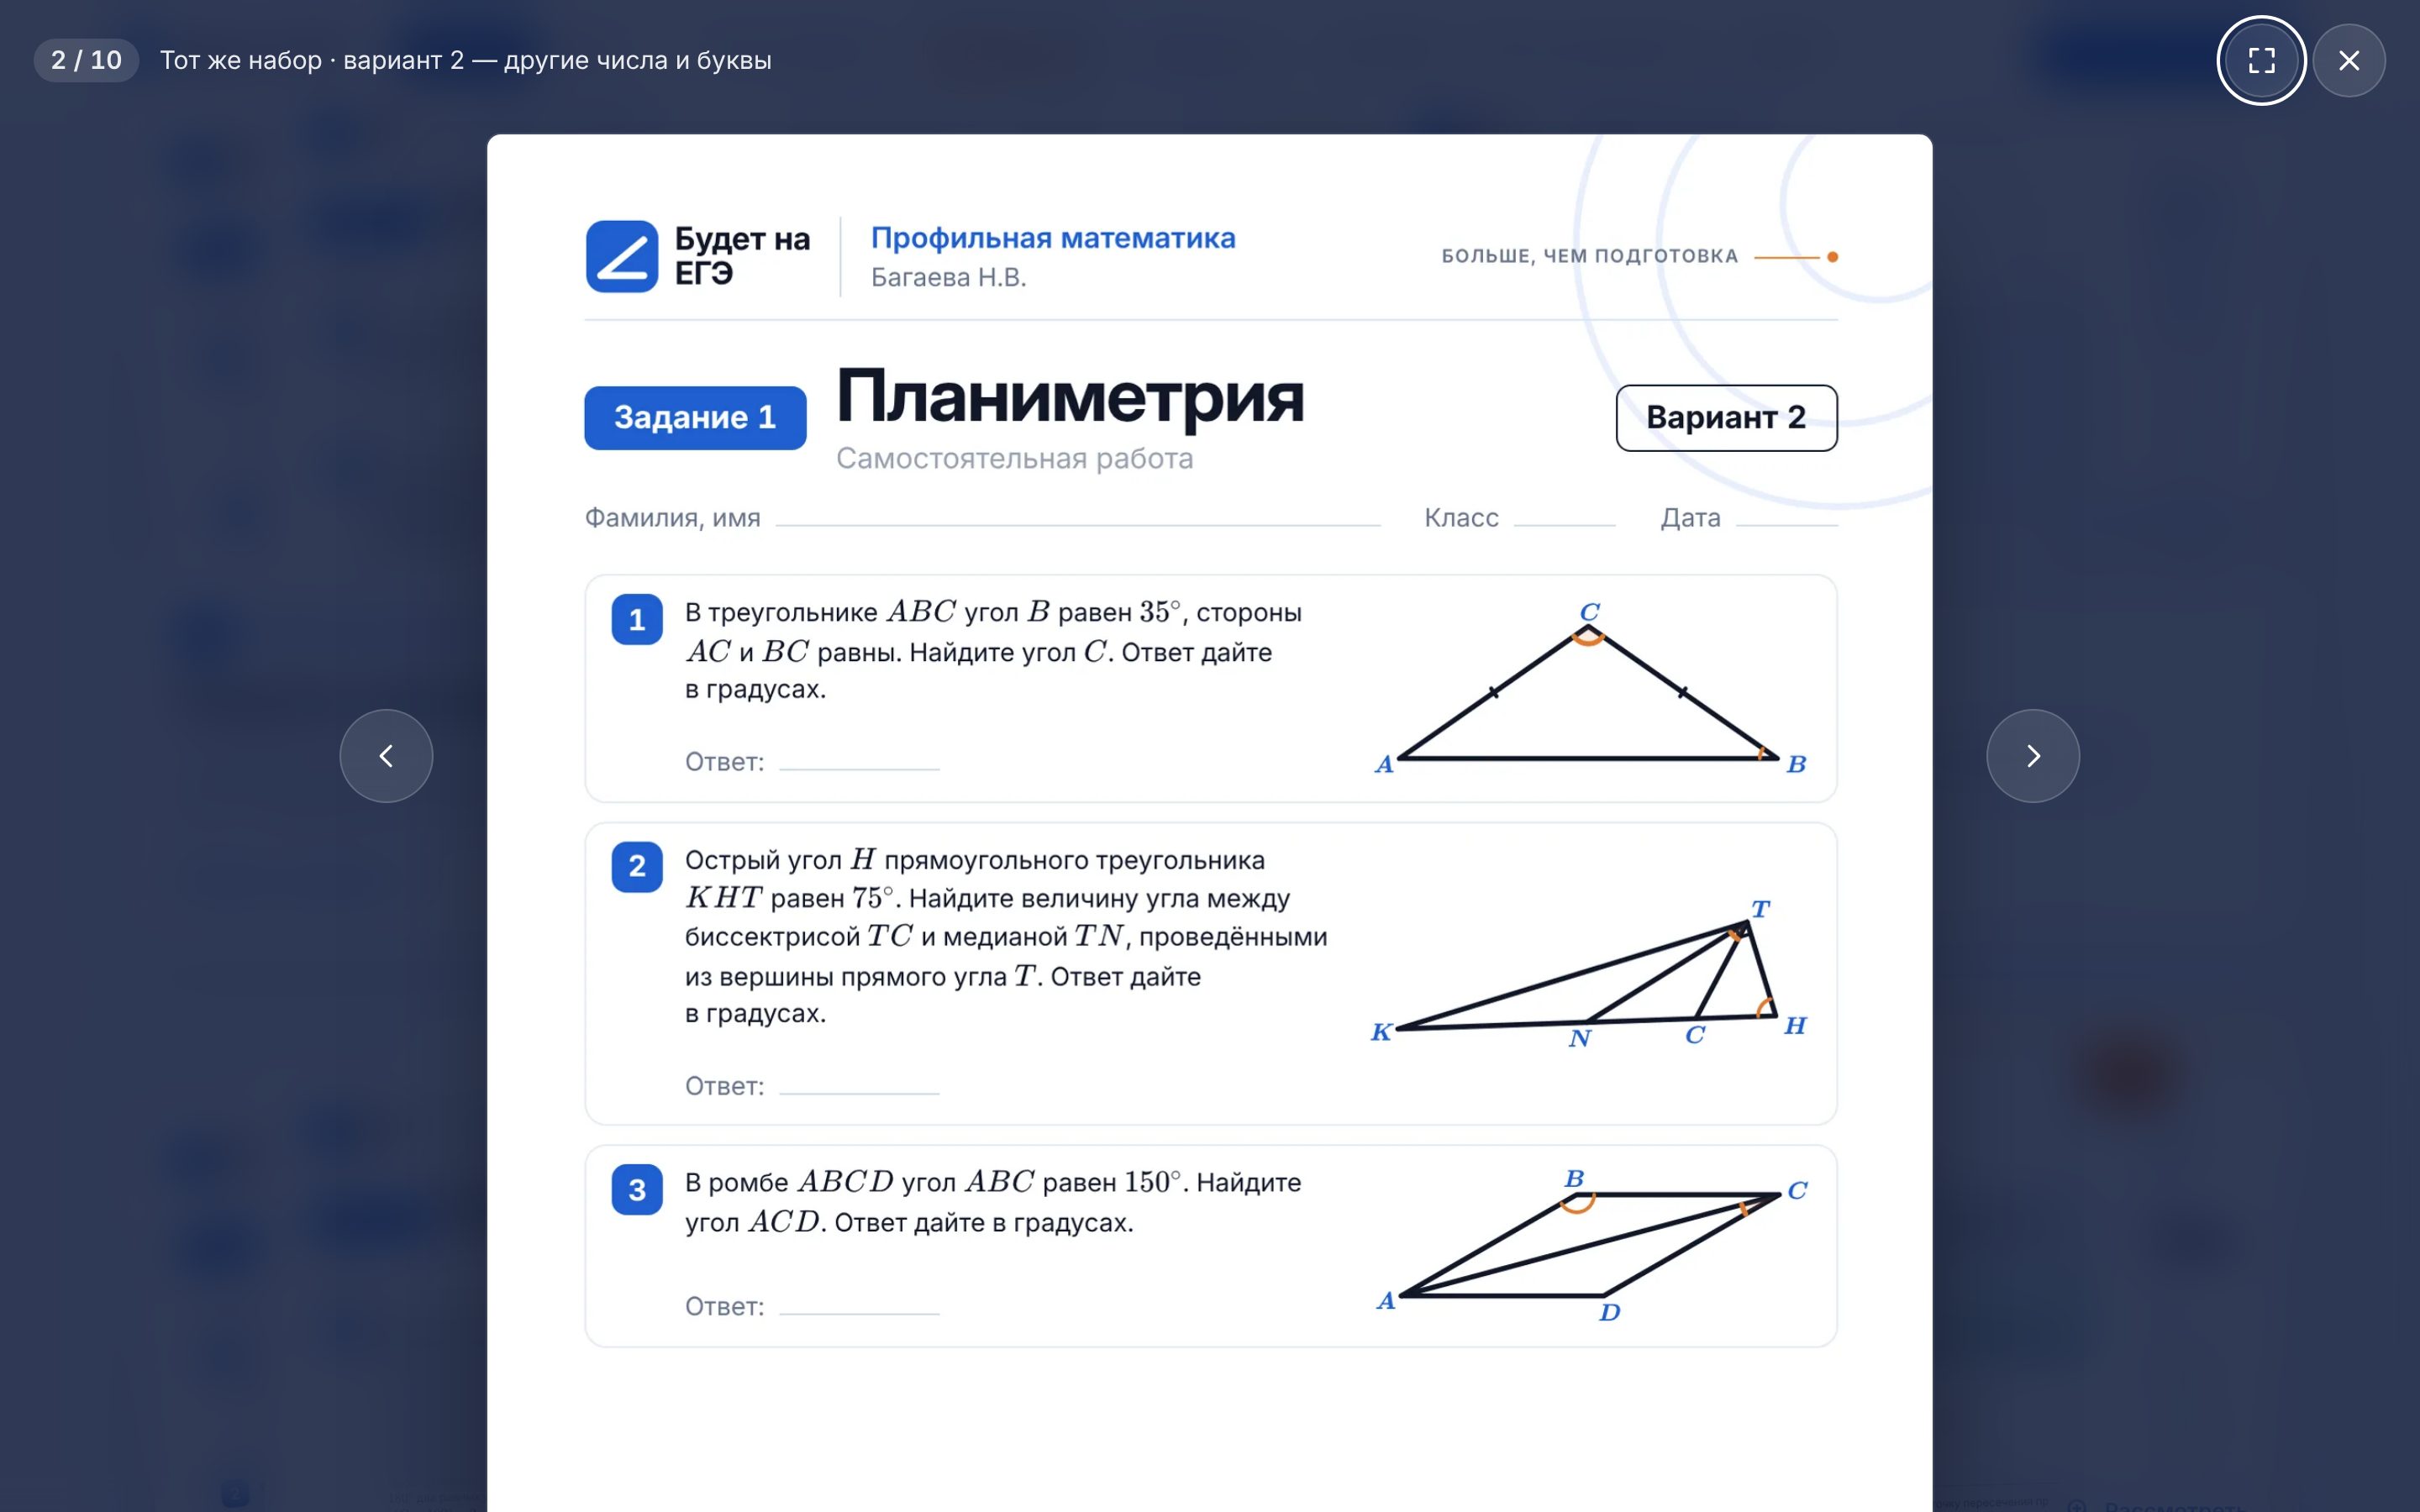 2 / 10 Тот же набор · вариант 2 — другие числа и буквы
Будет на
ЕГЭ
Профильная математика
Багаева Н.В.
БОЛЬШЕ, ЧЕМ ПОДГОТОВКА
Задание 1
Планиметрия
Самостоятельная работа
Вариант 2
Фамилия, имя
Класс
Дата
1
В треугольнике ABC угол B равен 35°, стороны
AC и BC равны. Найдите угол C. Ответ дайте
в градусах.
Ответ:
C
A
B
2
Острый угол H прямоугольного треугольника
KHT равен 75°. Найдите величину угла между
биссектрисой TC и медианой TN, проведёнными
из вершины прямого угла T. Ответ дайте
в градусах.
Ответ:
T
K
N
C
H
3
В ромбе ABCD угол ABC равен 150°. Найдите
угол ACD. Ответ дайте в градусах.
Ответ:
B
C
A
D